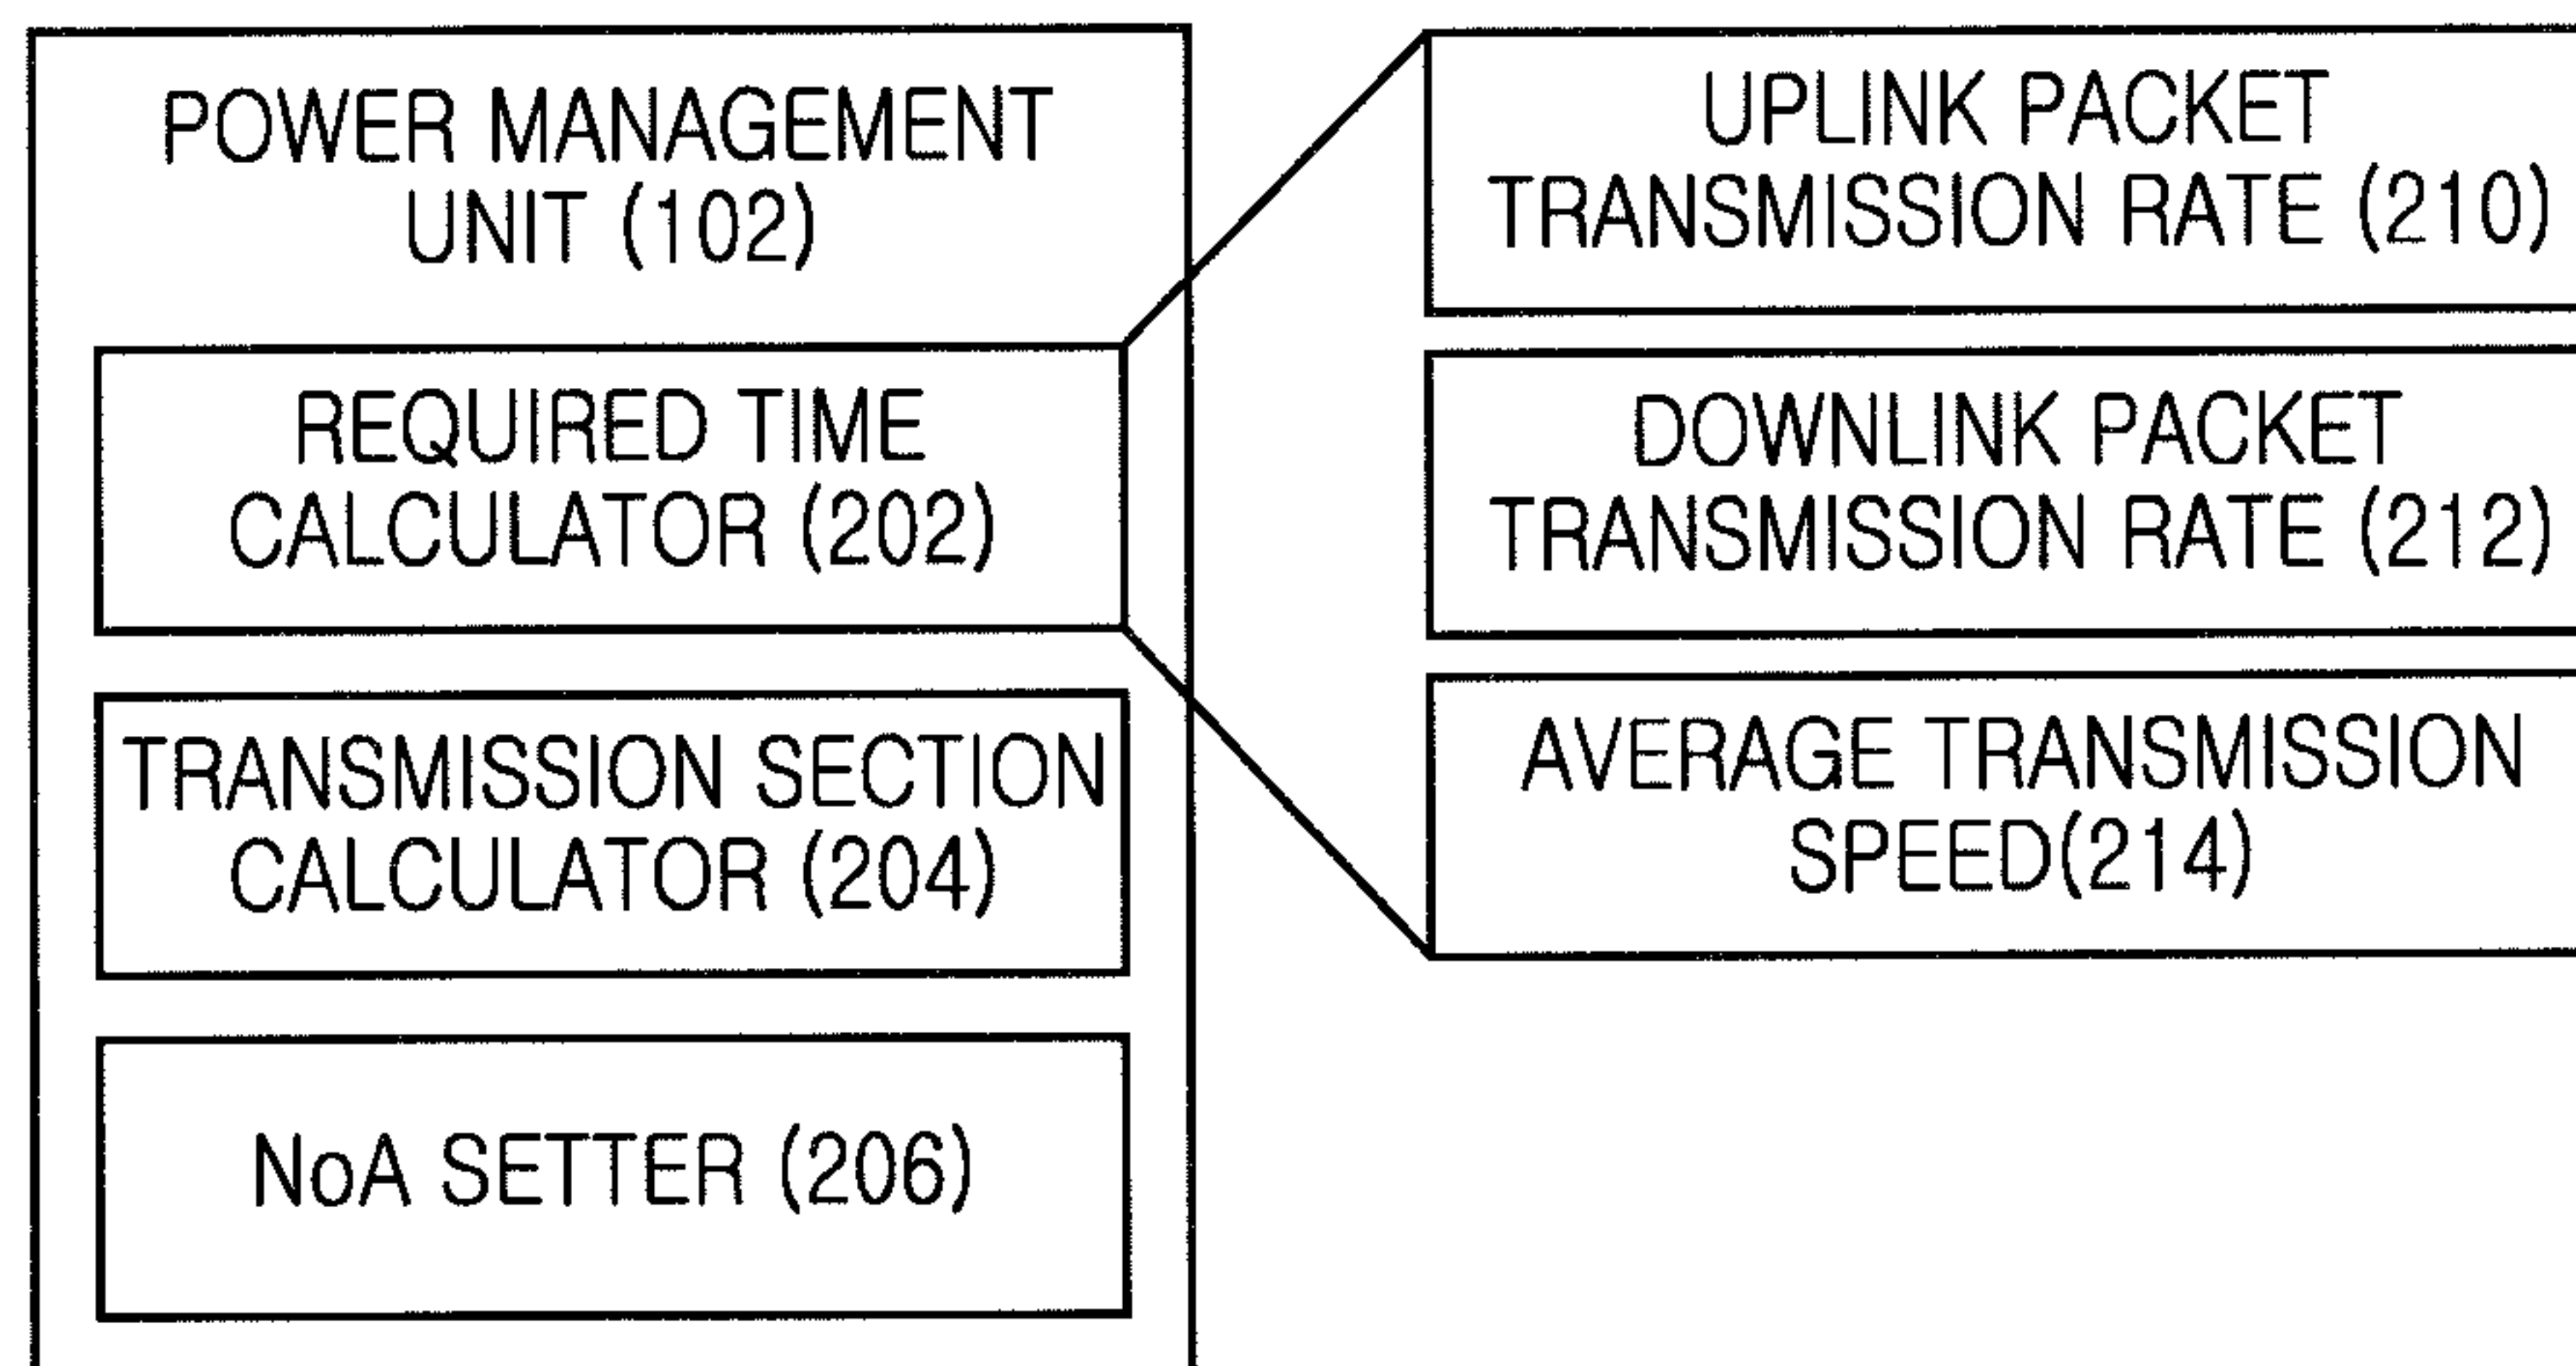 POWER MANAGEMENT
UNIT (102)
REQUIRED TIME
CALCULATOR (202)
TRANSMISSION SECTION
CALCULATOR (204)
NoA SETTER (206)
UPLINK PACKET
TRANSMISSION RATE (210)
DOWNLINK PACKET
TRANSMISSION RATE (212)
AVERAGE TRANSMISSION
SPEED(214)